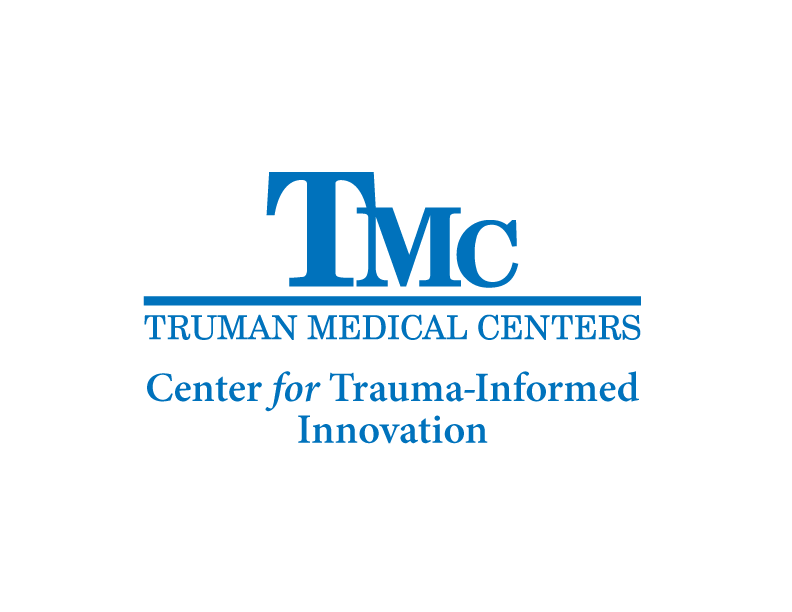 TMC
TRUMAN MEDICAL CENTERS
Center for Trauma-Informed
Innovation